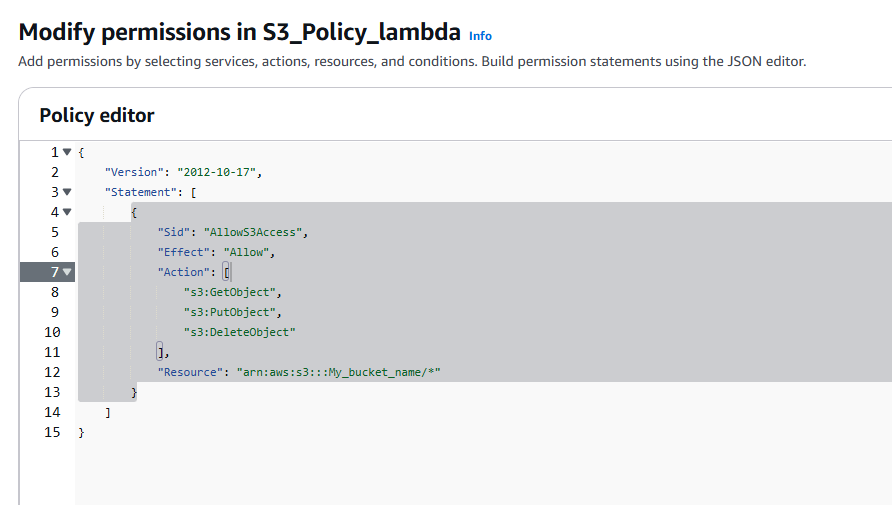 Modify permissions in S3_Policy_lambda Info
Add permissions by selecting services, actions, resources, and conditions. Build permission statements using the JSON editor.
Policy editor
1 {
2 "Version": "2012-10-17",
3 "Statement": [
4 {
5 "Sid": "AllowS3Access",
6 "Effect": "Allow",
7 "Action": [
8 "s3:GetObject",
9 "s3:PutObject",
10 "s3:DeleteObject"
11 ],
12 "Resource": "arn:aws:s3:::My_bucket_name/*"
13 }
14 ]
15 }